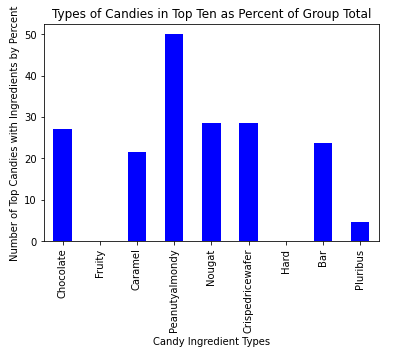 Types of Candies in Top Ten as Percent of Group Total
Number of Top Candies with Ingredients by Percent
50
40
30
20
10
0
Chocolate
Fruity
Caramel
Peanutyalmondy
Nougat
Crispedricewafer
Hard
Bar
Pluribus
Candy Ingredient Types